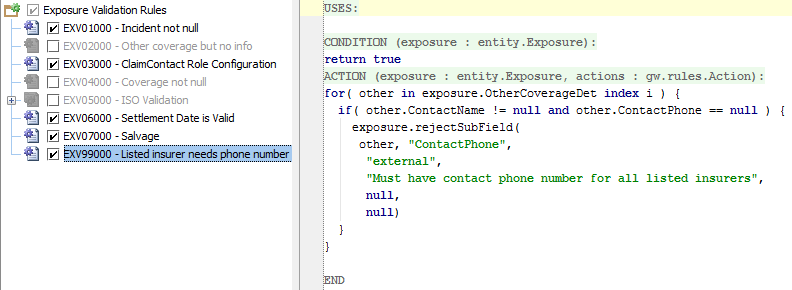 Exposure Validation Rules
EXV01000 - Incident not null
EXV02000 - Other coverage but no info
EXV03000 - ClaimContact Role Configuration
EXV04000 - Coverage not null
EXV05000 - ISO Validation
EXV06000 - Settlement Date is Valid
EXV07000 - Salvage
EXV99000 - Listed insurer needs phone number
USES:
CONDITION (exposure : entity.Exposure):
return true
ACTION (exposure : entity.Exposure, actions : gw.rules.Action):
for( other in exposure.OtherCoverageDet index i ) {
if( other.ContactName != null and other.ContactPhone == null ) {
exposure.rejectSubField(
other, "ContactPhone",
"external",
"Must have contact phone number for all listed insurers",
null,
null)
}
}
END